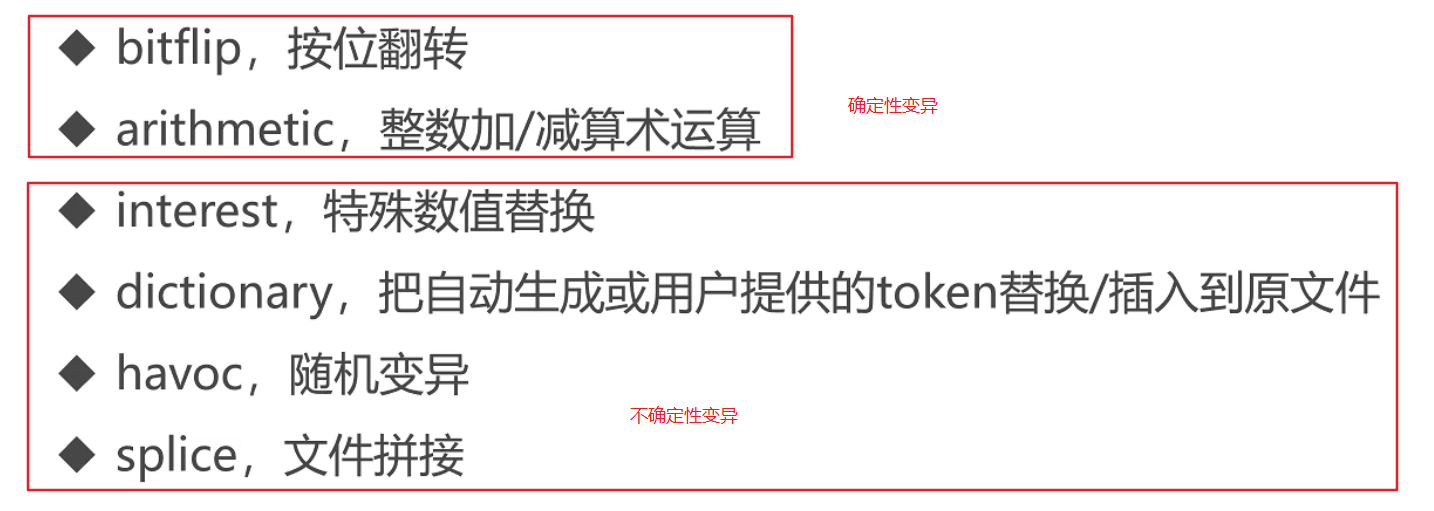 bitflip，按位翻转
确定性变异
arithmetic，整数加/减算术运算
interest，特殊数值替换
dictionary，把自动生成或用户提供的token替换/插入到原文件
havoc，随机变异
不确定性变异
splice，文件拼接